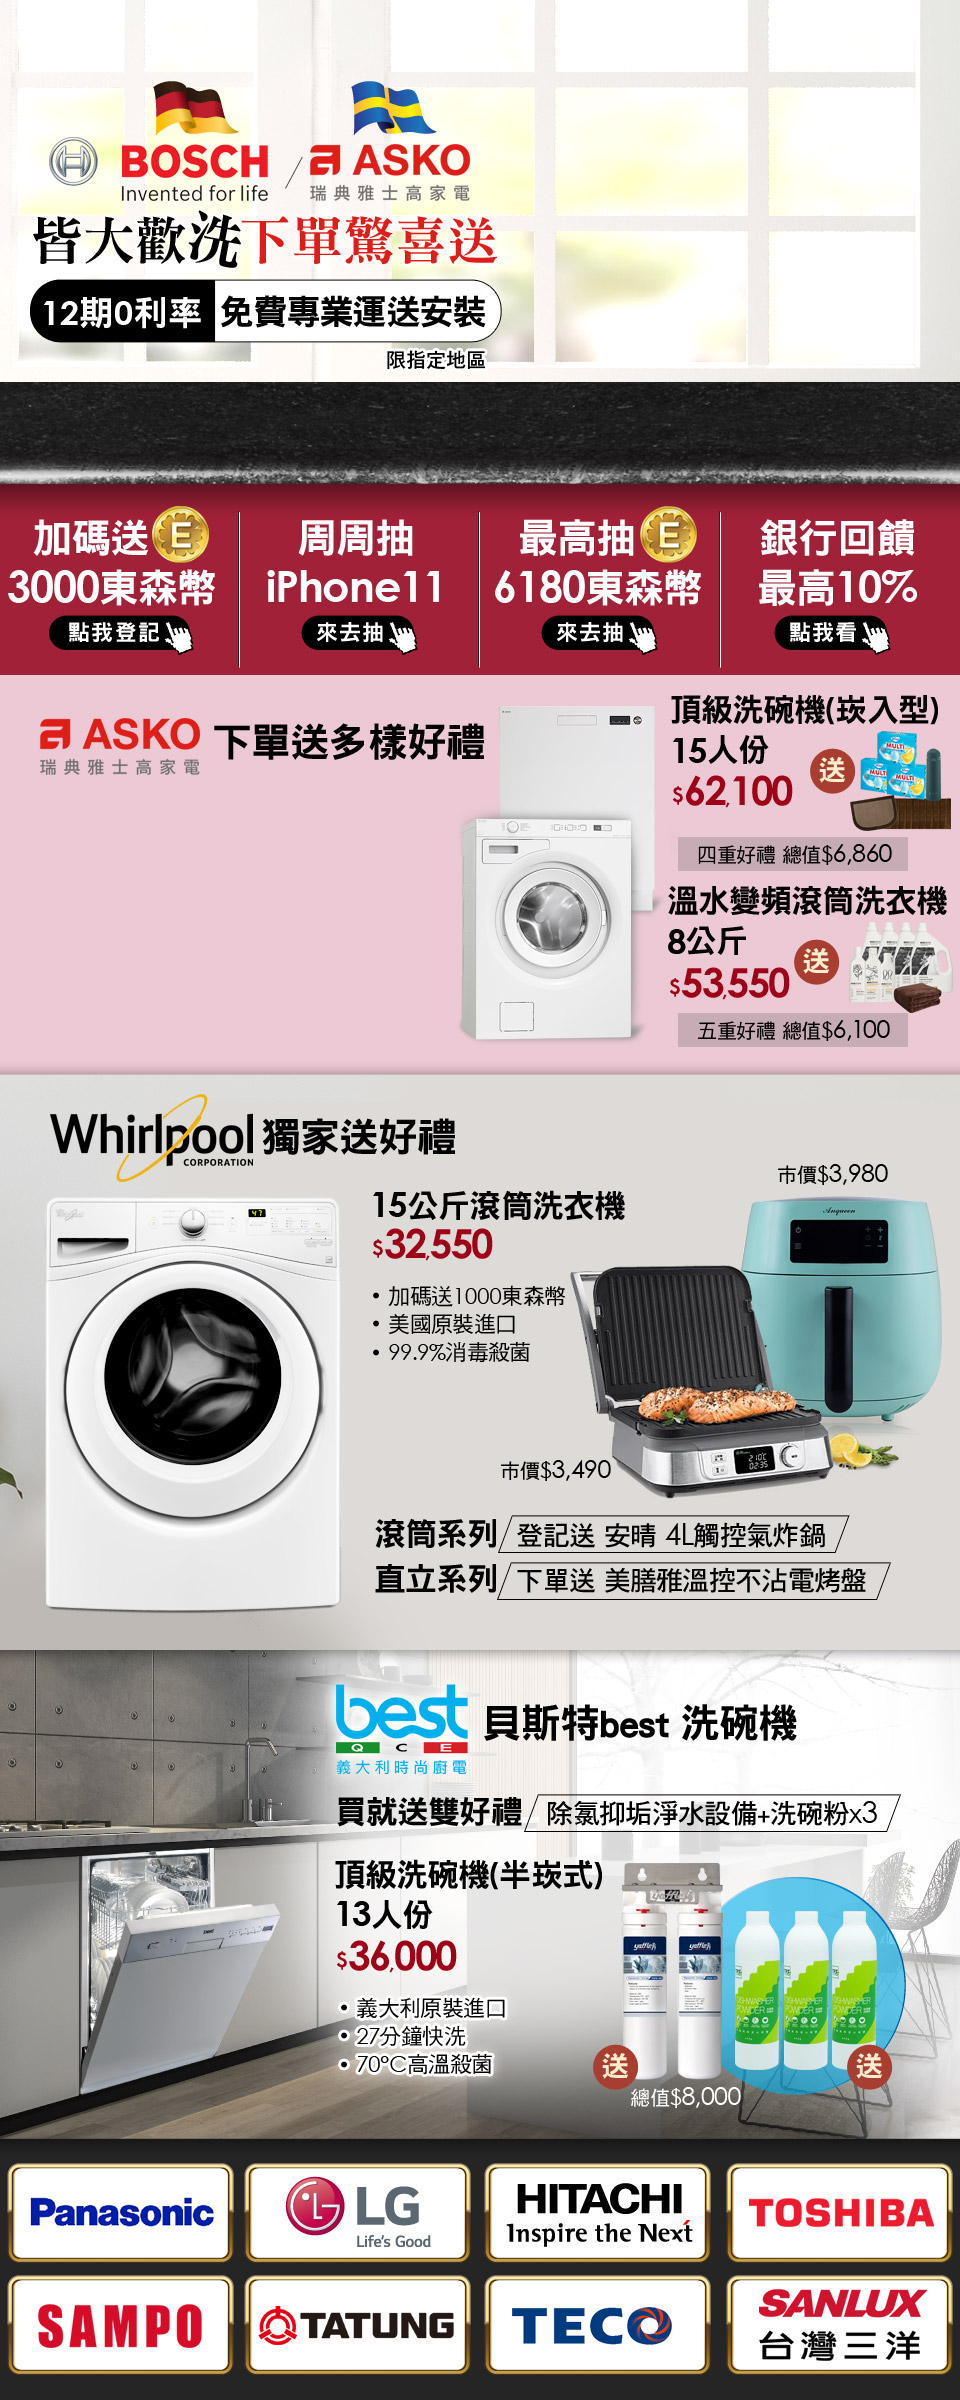 BOSCH
Invented for life
ASKO
瑞典雅士高家電
皆大歡洗下單驚喜送
12期0利率 免費專業運送安裝
限指定地區
加碼送E
3000東森幣
點我登記
周周抽
iPhone11
來去抽
最高抽E
6180東森幣
來去抽
銀行回饋
最高10%
點我看
ASKO
瑞典雅士高家電
下單送多樣好禮
頂級洗碗機(崁入型)
15人份
$62,100
送
MULTI
MULTI
MULTI
四重好禮 總值$6,860
溫水變頻滾筒洗衣機
8公斤
$53,550
送
五重好禮 總值$6,100
Whirlpool
CORPORATION
獨家送好禮
市價$3,980
Anqueen
15公斤滾筒洗衣機
$32,550
• 加碼送1000東森幣
• 美國原裝進口
• 99.9%消毒殺菌
47
210℃
02:35
市價$3,490
滾筒系列 登記送 安晴 4L觸控氣炸鍋
直立系列 下單送 美膳雅溫控不沾電烤盤
best
Q C E
義大利時尚廚電
貝斯特best 洗碗機
買就送雙好禮 除氯抑垢淨水設備+洗碗粉x3
頂級洗碗機(半崁式)
13人份
$36,000
• 義大利原裝進口
• 27分鐘快洗
• 70°C高溫殺菌
送
總值$8,000
送
Panasonic
LG
Life's Good
HITACHI
Inspire the Next
TOSHIBA
SAMPO
TATUNG
TECO
SANLUX
台灣三洋